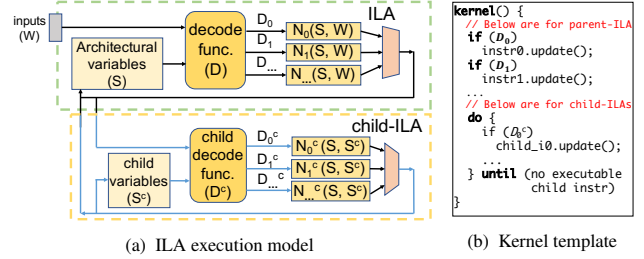 inputs
(W)
ILA
Architectural
variables
(S)
decode
func.
(D)
D₀
D₁
D...
N₀(S, W)
N₁(S, W)
N...(S, W)
child-ILA
child
variables
(Sᶜ)
child
decode
func.
(Dᶜ)
D₀ᶜ
D₁ᶜ
D...ᶜ
N₀ᶜ(S, Sᶜ)
N₁ᶜ(S, Sᶜ)
N...ᶜ(S, Sᶜ)
(a) ILA execution model
kernel() {
// Below are for parent-ILA
if (D₀)
instr0.update();
if (D₁)
instr1.update();
...
// Below are for child-ILAs
do {
if (D₀ᶜ)
child_i0.update();
...
} until (no executable
child instr)
}
(b) Kernel template